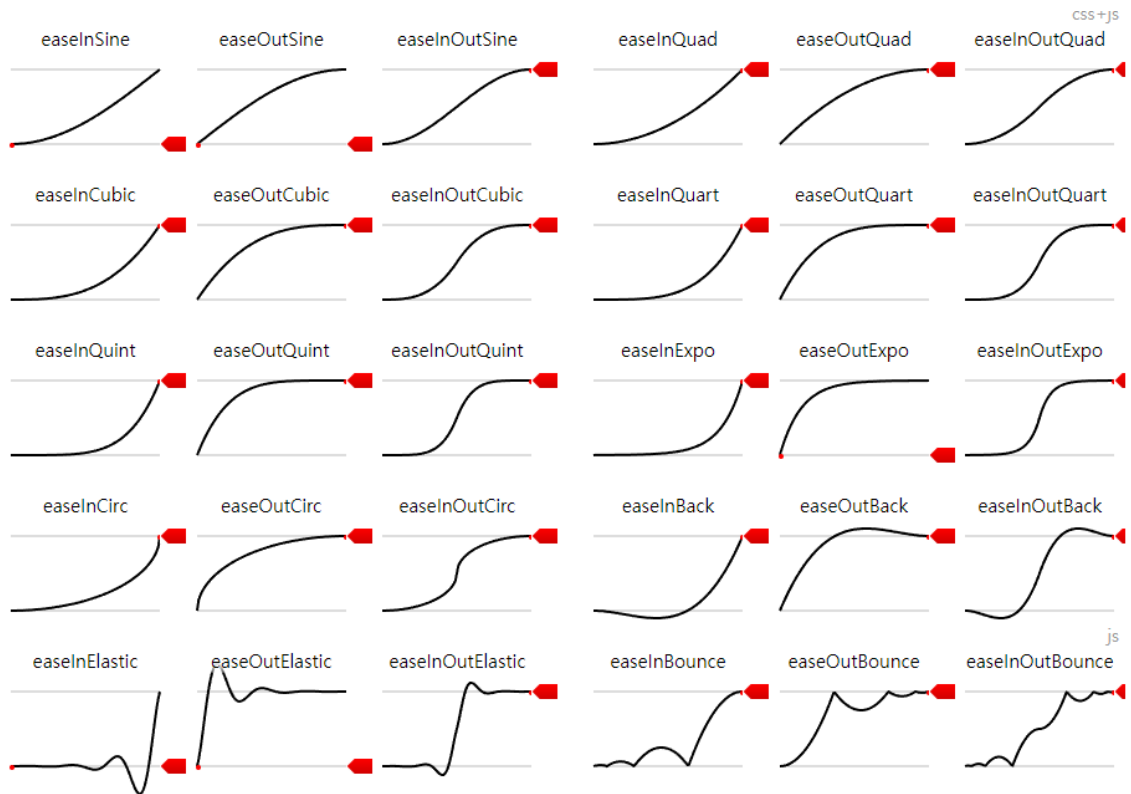 css+js
easeInSine easeOutSine easeInOutSine easeInQuad easeOutQuad easeInOutQuad
easeInCubic easeOutCubic easeInOutCubic easeInQuart easeOutQuart easeInOutQuart
easeInQuint easeOutQuint easeInOutQuint easeInExpo easeOutExpo easeInOutExpo
easeInCirc easeOutCirc easeInOutCirc easeInBack easeOutBack easeInOutBack
js
easeInElastic easeOutElastic easeInOutElastic easeInBounce easeOutBounce easeInOutBounce